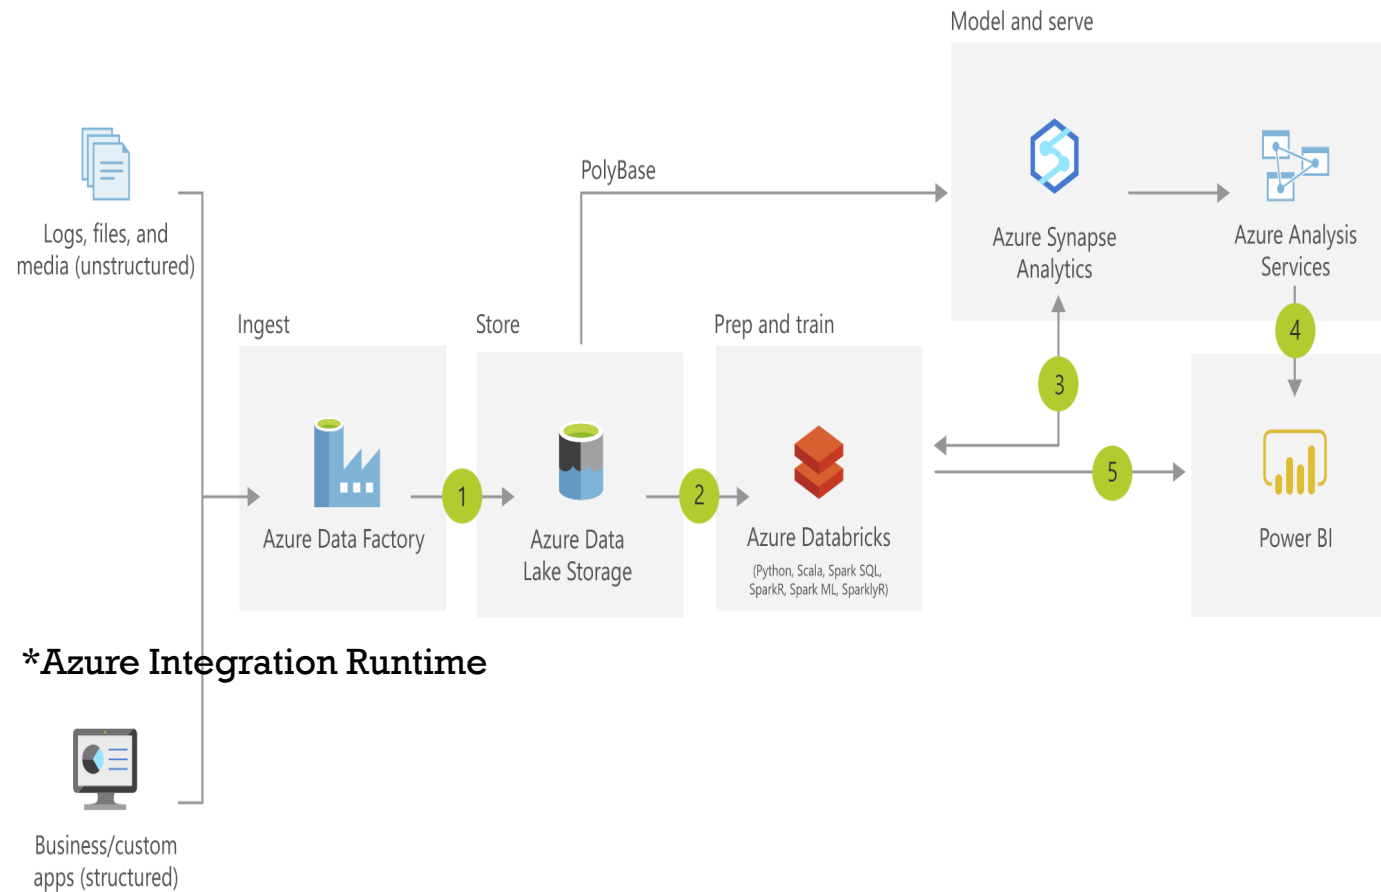 Model and serve
PolyBase
Logs, files, and
media (unstructured)
Azure Synapse
Analytics
Azure Analysis
Services
Ingest
Store
Prep and train
4
3
5
1
2
Azure Data Factory
Azure Data
Lake Storage
Azure Databricks
(Python, Scala, Spark SQL,
SparkR, Spark ML, SparklyR)
Power BI
*Azure Integration Runtime
Business/custom
apps (structured)